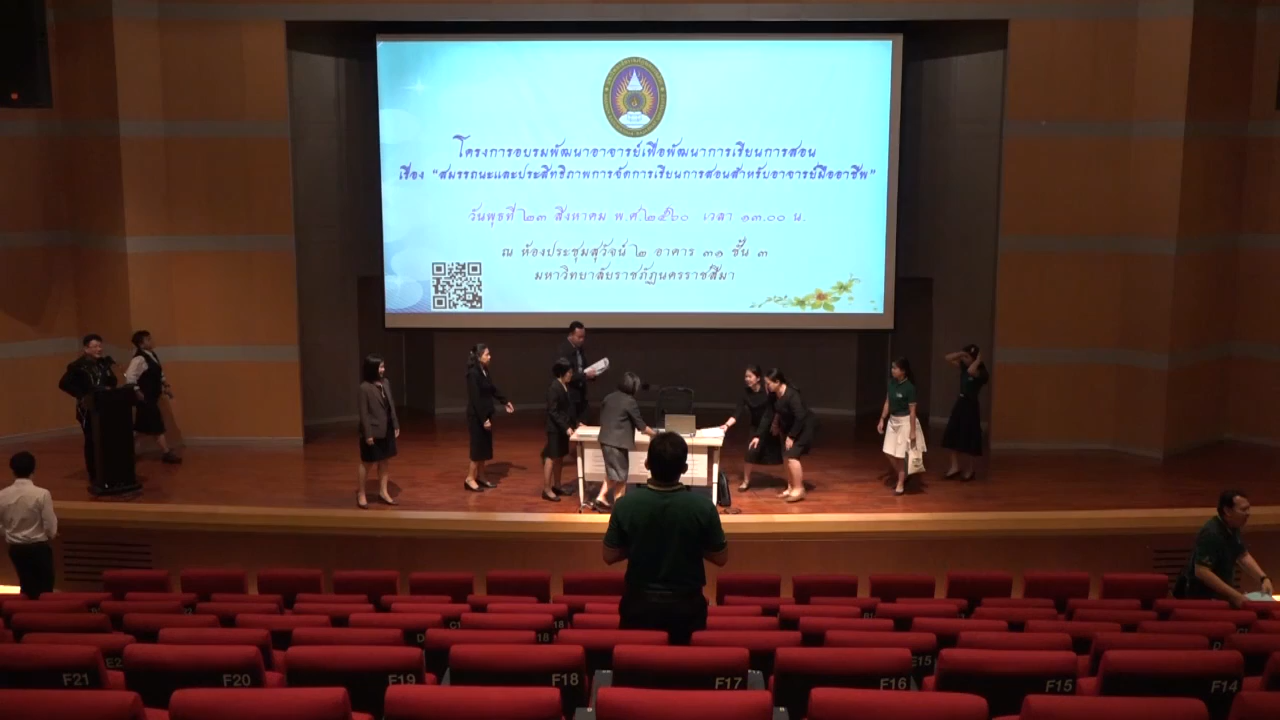 โครงการอบรมพัฒนาอาจารย์เพื่อพัฒนาการเรียนการสอน
เรื่อง "สมรรถนะและประสิทธิภาพการจัดการเรียนการสอนสำหรับอาจารย์มืออาชีพ"
วันพุธที่ ๒๓ สิงหาคม พ.ศ.๒๕๖๐ เวลา ๑๓.๐๐ น.
ณ ห้องประชุมสุวัจน์ ๒ อาคาร ๓๑ ชั้น ๓
มหาวิทยาลัยราชภัฏนครราชสีมา
E15
F21
F20
F19
F18
F17
F16
F15
F14